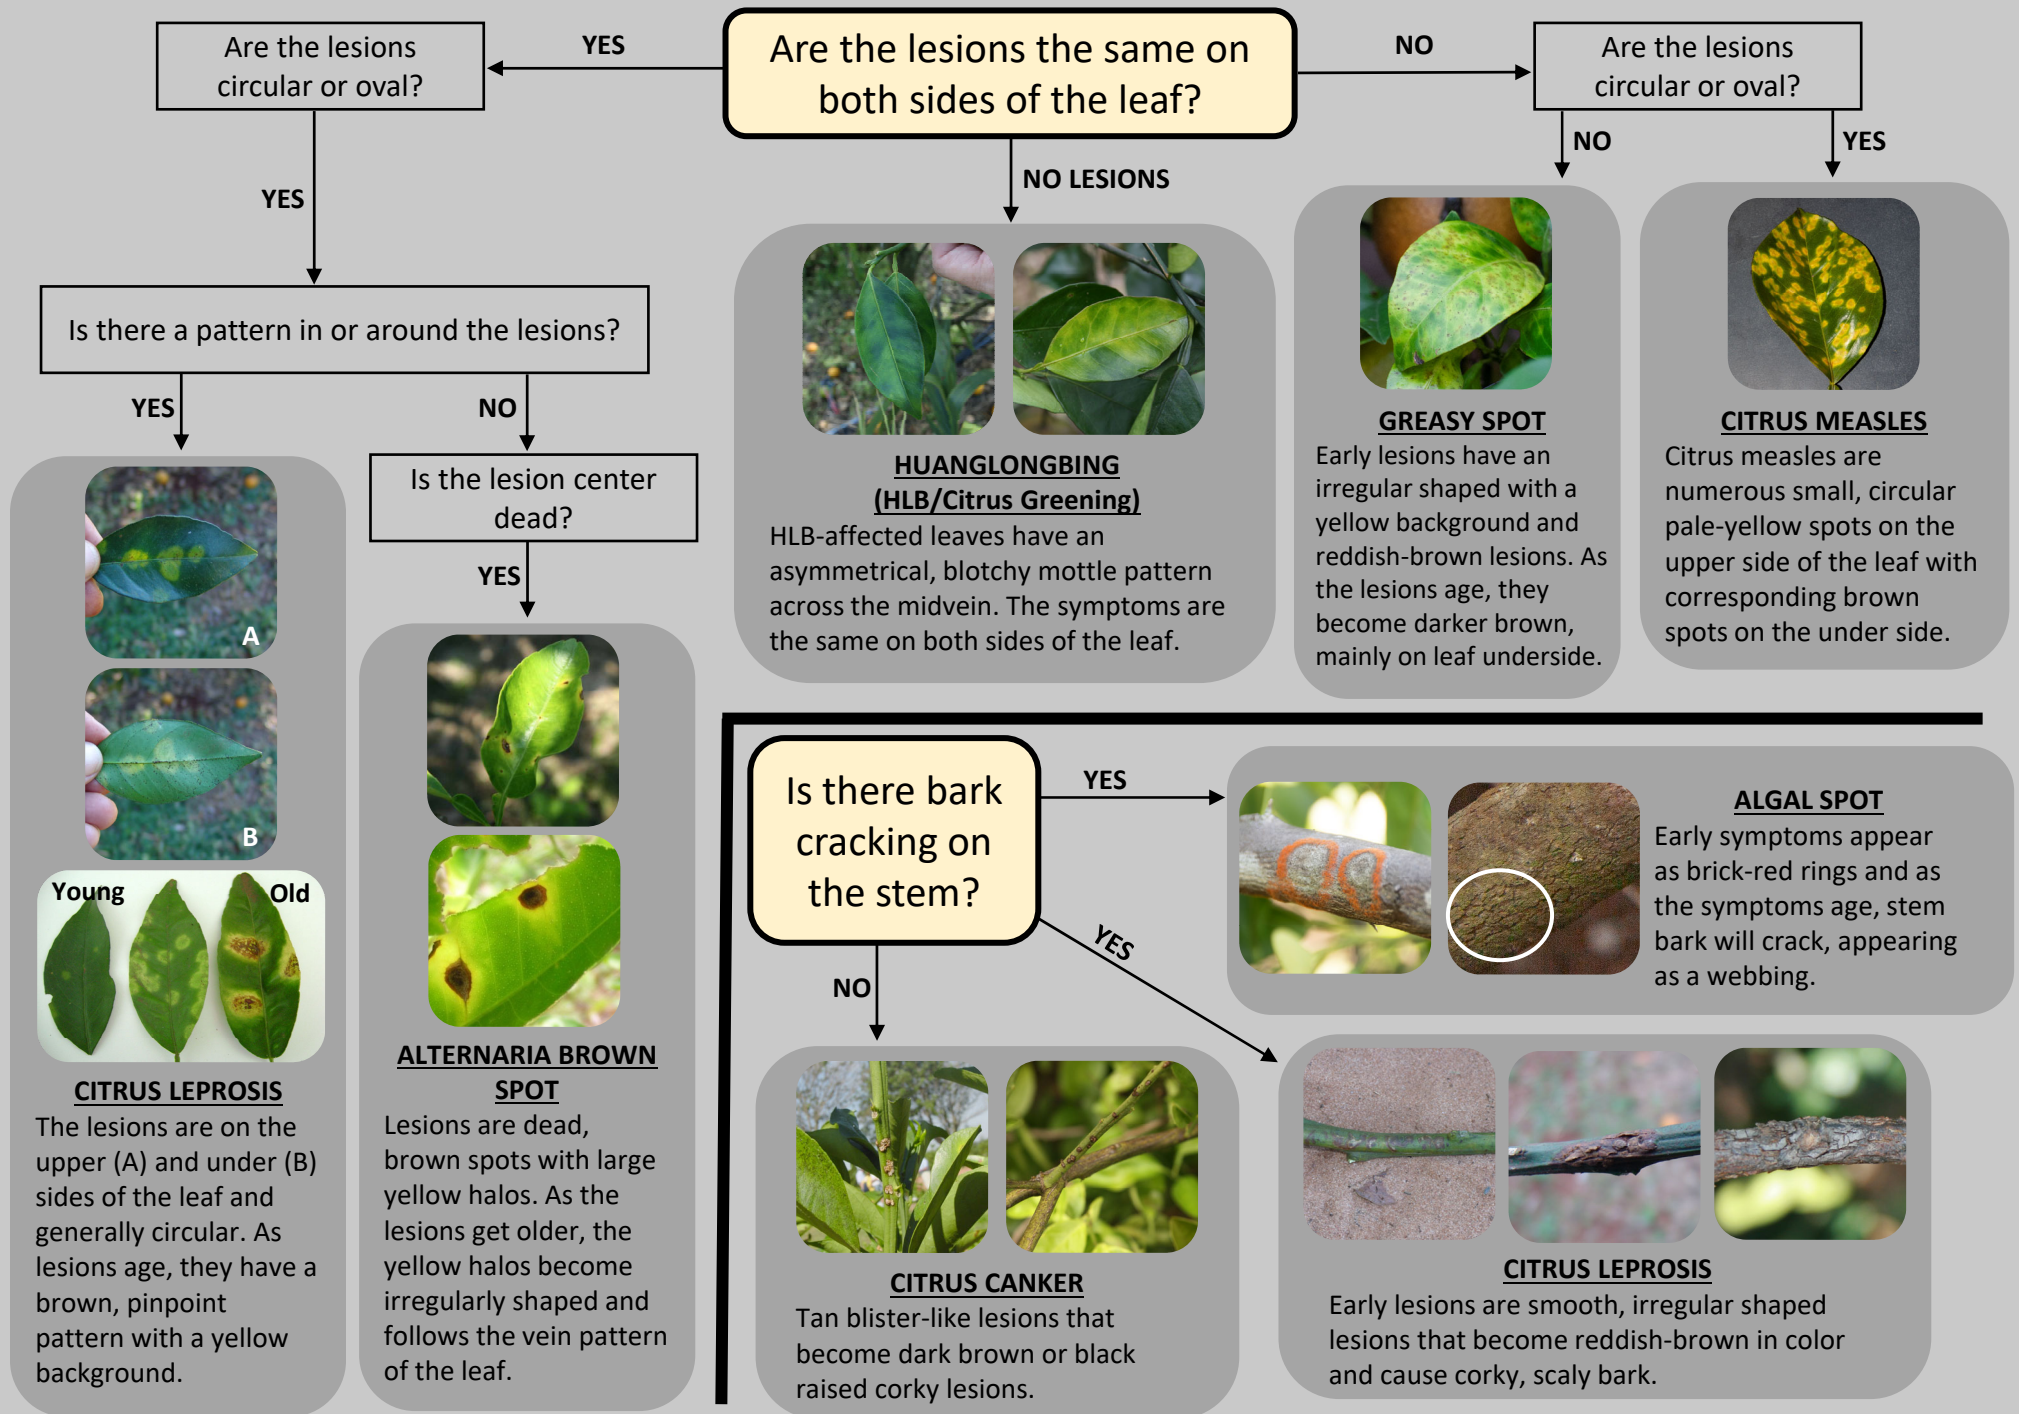 Are the lesions the same on
both sides of the leaf?
YES
Are the lesions
circular or oval?
YES
Is there a pattern in or around the lesions?
YES
A
B
Young
Old
CITRUS LEPROSIS
The lesions are on the
upper (A) and under (B)
sides of the leaf and
generally circular. As
lesions age, they have a
brown, pinpoint
pattern with a yellow
background.
NO
Is the lesion center
dead?
YES
ALTERNARIA BROWN
SPOT
Lesions are dead,
brown spots with large
yellow halos. As the
lesions get older, the
yellow halos become
irregularly shaped and
follows the vein pattern
of the leaf.
NO LESIONS
HUANGLONGBING
(HLB/Citrus Greening)
HLB-affected leaves have an
asymmetrical, blotchy mottle pattern
across the midvein. The symptoms are
the same on both sides of the leaf.
NO
Are the lesions
circular or oval?
NO
GREASY SPOT
Early lesions have an
irregular shaped with a
yellow background and
reddish-brown lesions. As
the lesions age, they
become darker brown,
mainly on leaf underside.
YES
CITRUS MEASLES
Citrus measles are
numerous small, circular
pale-yellow spots on the
upper side of the leaf with
corresponding brown
spots on the under side.
Is there bark
cracking on
the stem?
YES
ALGAL SPOT
Early symptoms appear
as brick-red rings and as
the symptoms age, stem
bark will crack, appearing
as a webbing.
NO
CITRUS CANKER
Tan blister-like lesions that
become dark brown or black
raised corky lesions.
YES
CITRUS LEPROSIS
Early lesions are smooth, irregular shaped
lesions that become reddish-brown in color
and cause corky, scaly bark.